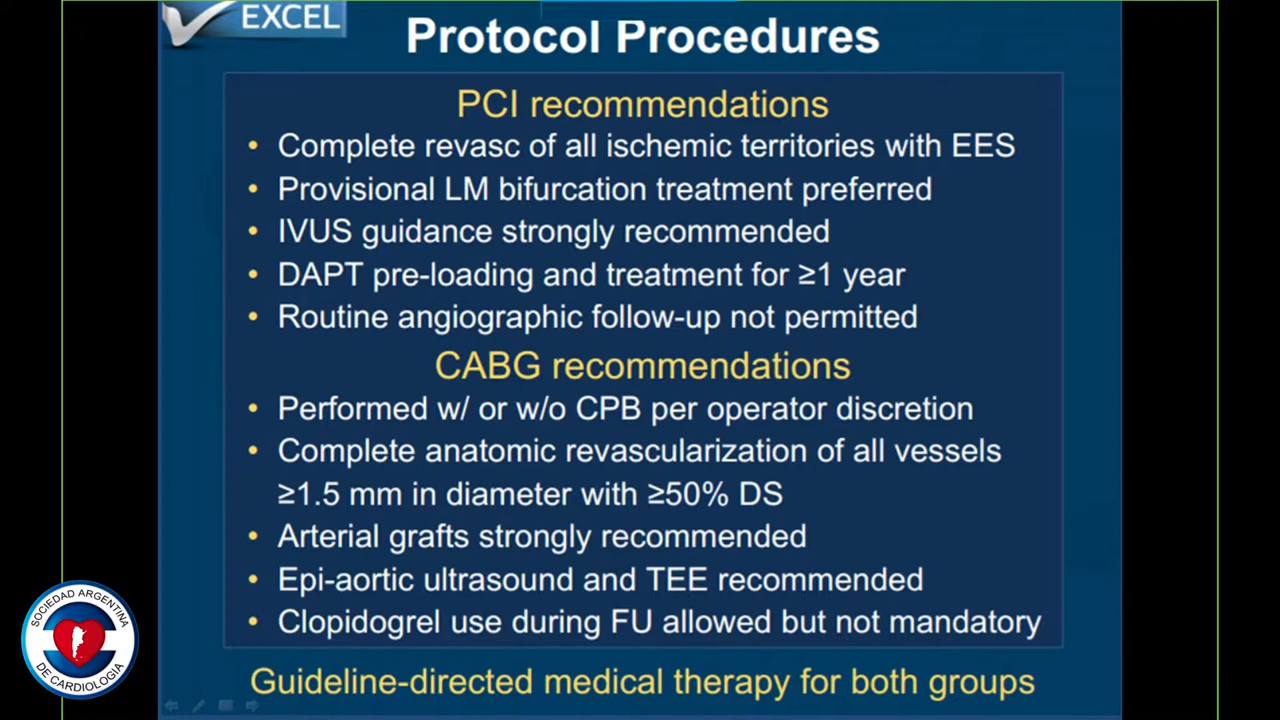 EXCEL
Protocol Procedures
PCI recommendations
• Complete revasc of all ischemic territories with EES
• Provisional LM bifurcation treatment preferred
• IVUS guidance strongly recommended
• DAPT pre-loading and treatment for ≥1 year
• Routine angiographic follow-up not permitted
CABG recommendations
• Performed w/ or w/o CPB per operator discretion
• Complete anatomic revascularization of all vessels
≥1.5 mm in diameter with ≥50% DS
• Arterial grafts strongly recommended
• Epi-aortic ultrasound and TEE recommended
• Clopidogrel use during FU allowed but not mandatory
Guideline-directed medical therapy for both groups
SOCIEDAD ARGENTINA
DE CARDIOLOGIA